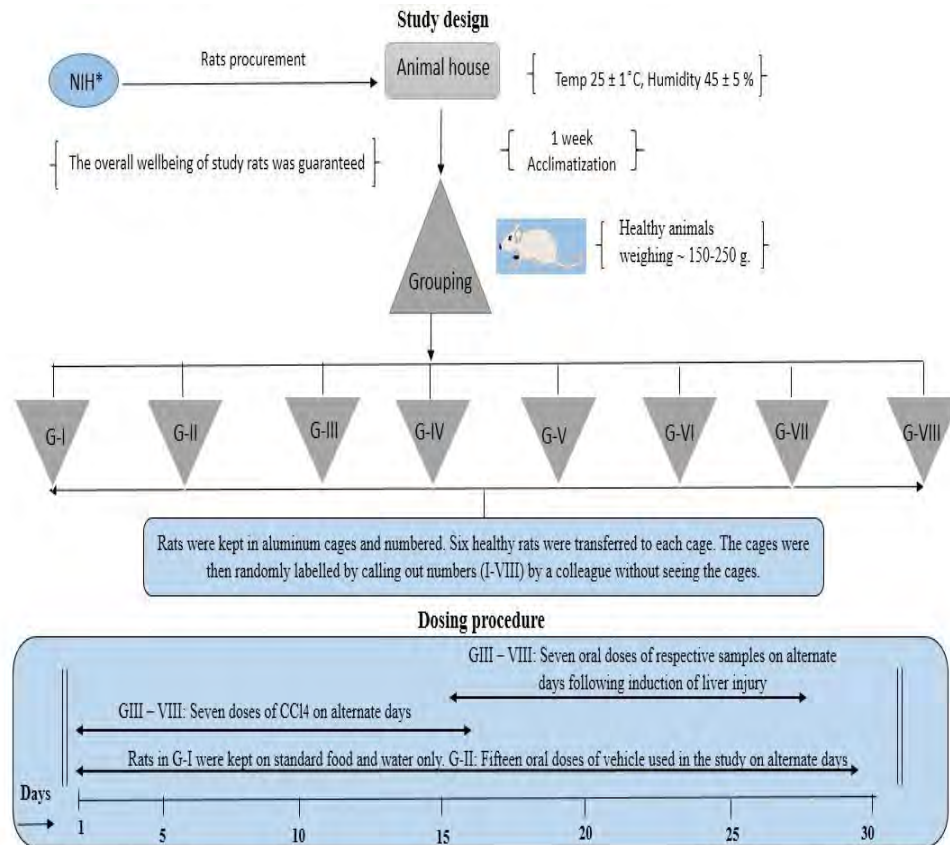 Study design
NIH*
Rats procurement
Animal house
Temp 25 ± 1˚C, Humidity 45 ± 5 %
The overall wellbeing of study rats was guaranteed
1 week
Acclimatization
Healthy animals
weighing ~ 150-250 g.
Grouping
G-I
G-II
G-III
G-IV
G-V
G-VI
G-VII
G-VIII
Rats were kept in aluminum cages and numbered. Six healthy rats were transferred to each cage. The cages were
then randomly labelled by calling out numbers (I-VIII) by a colleague without seeing the cages.
Dosing procedure
GIII – VIII: Seven oral doses of respective samples on alternate
days following induction of liver injury
GIII – VIII: Seven doses of CCl4 on alternate days
Rats in G-I were kept on standard food and water only. G-II: Fifteen oral doses of vehicle used in the study on alternate days
Days
1
5
10
15
20
25
30